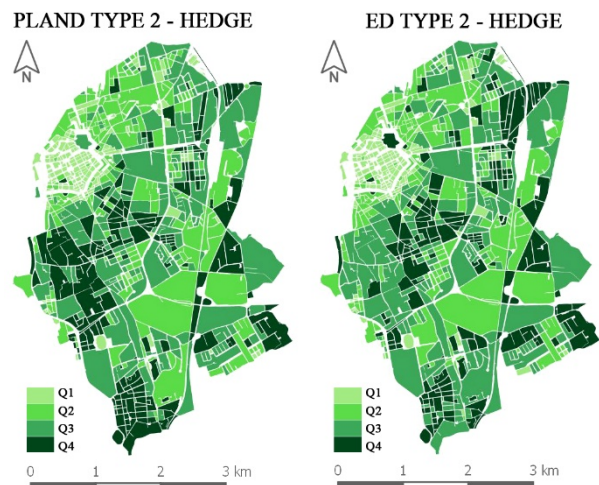 PLAND TYPE 2 - HEDGE
N
Q1
Q2
Q3
Q4
0 1 2 3 km
ED TYPE 2 - HEDGE
N
Q1
Q2
Q3
Q4
0 1 2 3 km